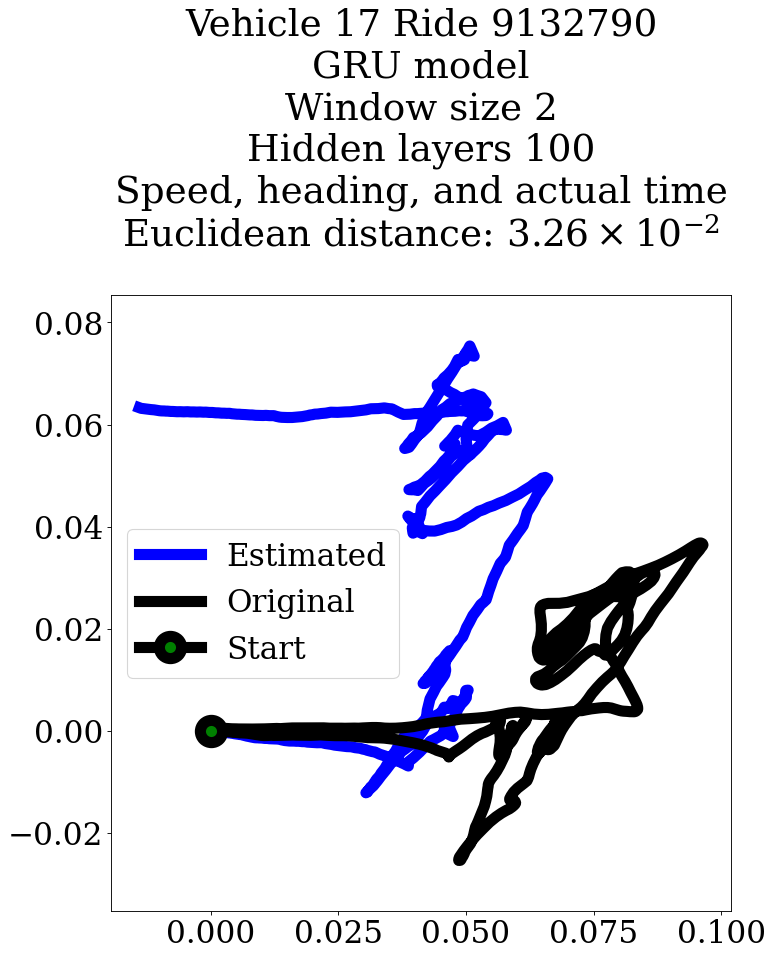 Vehicle 17 Ride 9132790
GRU model
Window size 2
Hidden layers 100
Speed, heading, and actual time
Euclidean distance: 3.26 × 10⁻²
0.08
0.06
0.04
0.02
0.00
−0.02
Estimated
Original
Start
0.000 0.025 0.050 0.075 0.100